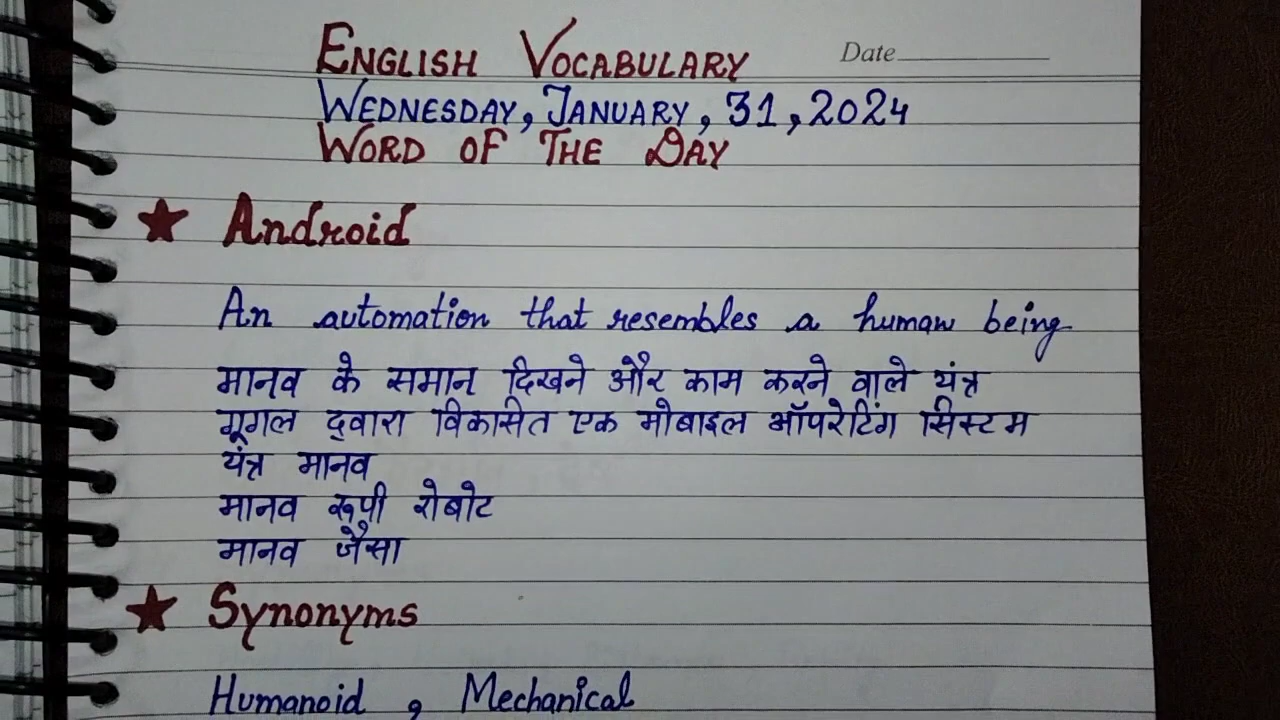 ENGLISH VOCABULARY Date
WEDNESDAY, JANUARY, 31, 2024
WORD OF THE DAY
★ Android
An automation that resembles a human being
मानव के समान दिखने और काम करने वाले यंत्र
गूगल द्वारा विकसित एक मोबाइल ऑपरेटिंग सिस्टम
यंत्र मानव
मानव रूपी रोबोट
मानव जैसा
★ Synonyms
Humanoid , Mechanical